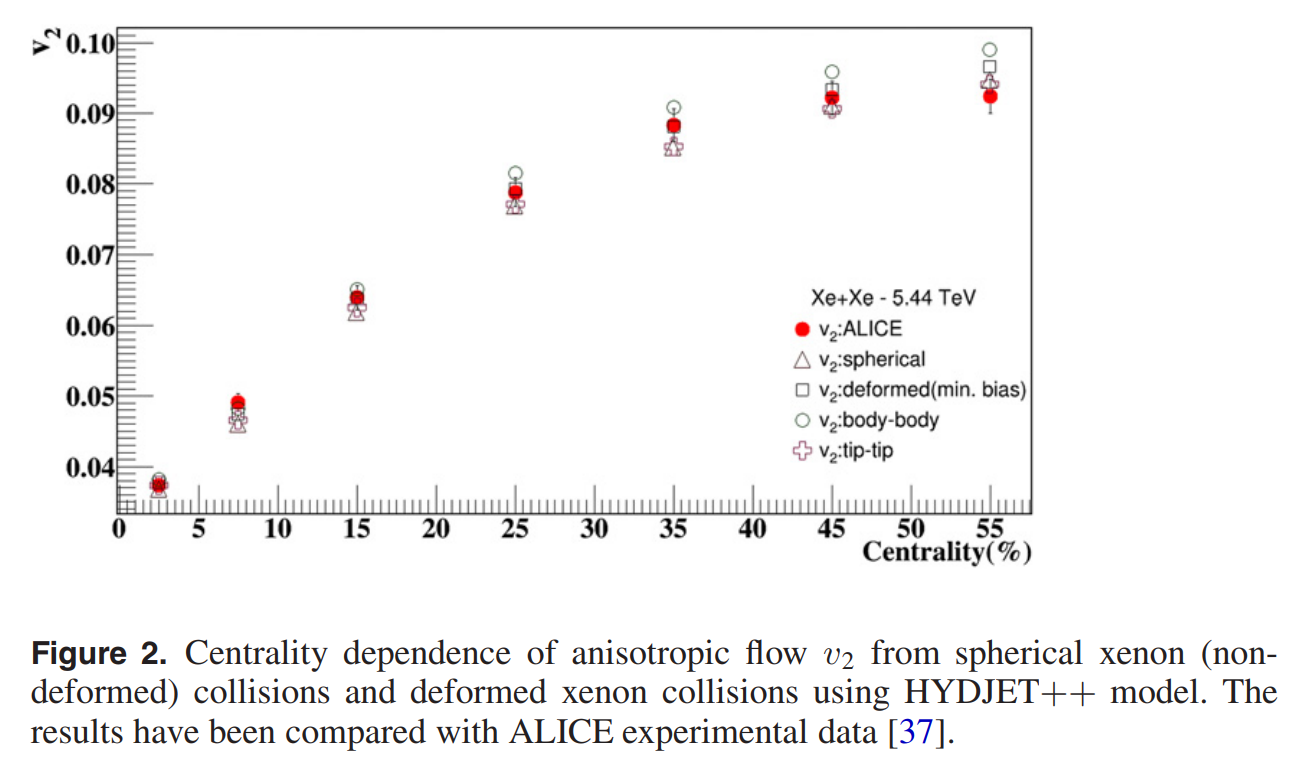 v2
0.10
0.09
0.08
0.07
0.06
0.05
0.04
Xe+Xe - 5.44 TeV
v2:ALICE
v2:spherical
v2:deformed(min. bias)
v2:body-body
v2:tip-tip
0 5 10 15 20 25 30 35 40 45 50 55
Centrality(%)
Figure 2. Centrality dependence of anisotropic flow v2 from spherical xenon (non-
deformed) collisions and deformed xenon collisions using HYDJET++ model. The
results have been compared with ALICE experimental data [37].